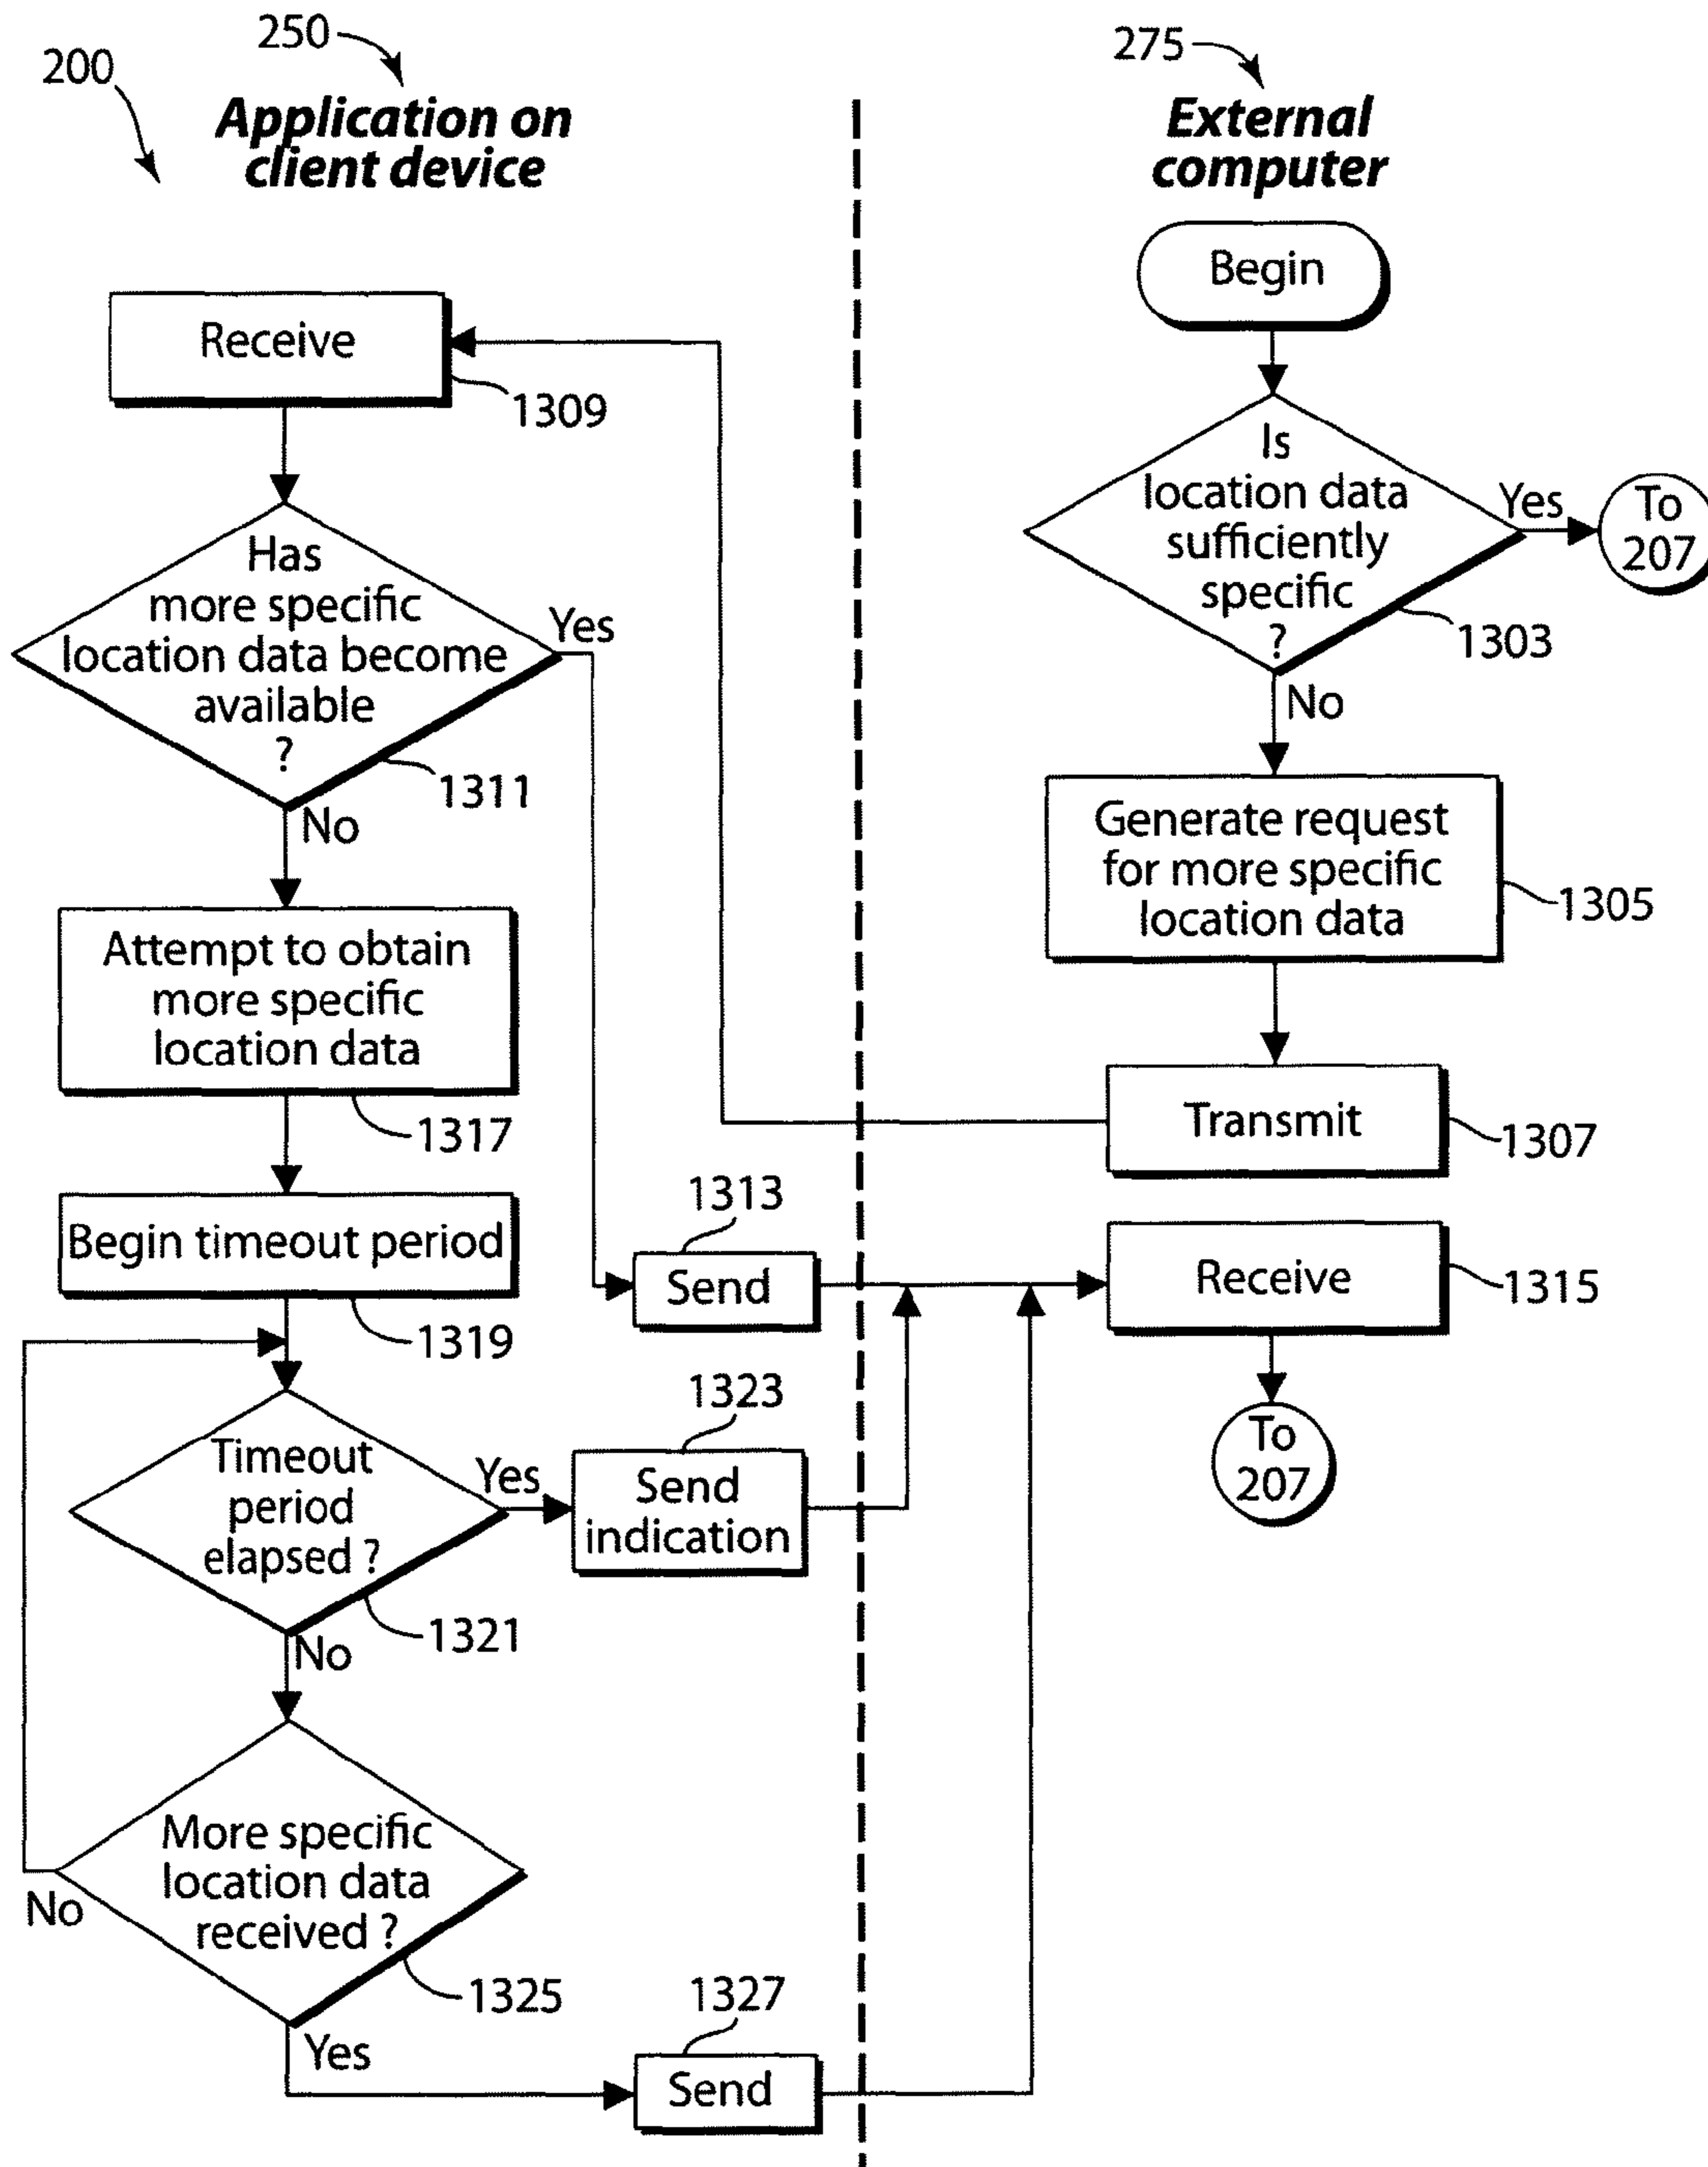 200
250
Application on
client device
275
External
computer
Begin
Is
location data
sufficiently
specific
?
1303
Yes
To
207
No
Generate request
for more specific
location data
1305
Transmit
1307
Receive
1309
Has
more specific
location data become
available
?
1311
Yes
No
1313
Send
Receive
1315
To
207
Attempt to obtain
more specific
location data
1317
Begin timeout period
1319
Timeout
period
elapsed ?
1321
Yes
1323
Send
indication
No
More specific
location data
received ?
1325
No
Yes
1327
Send